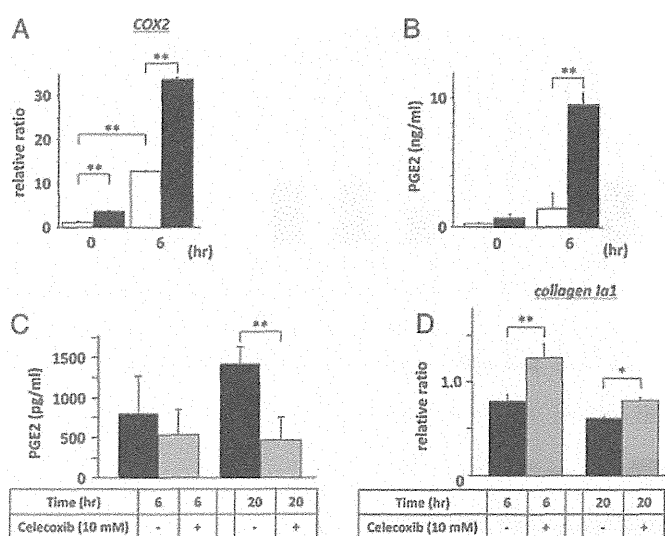 A
COX2
relative ratio
30
20
10
0
**
**
**
0
6
(hr)
B
PGE2 (ng/ml)
10
0
**
0
6
(hr)
C
PGE2 (pg/ml)
1500
1000
500
0
**
Time (hr) 6 6 20 20
Celecoxib (10 mM) - + - +
D
collagen Ia1
relative ratio
1.0
0
**
*
Time (hr) 6 6 20 20
Celecoxib (10 mM) - + - +